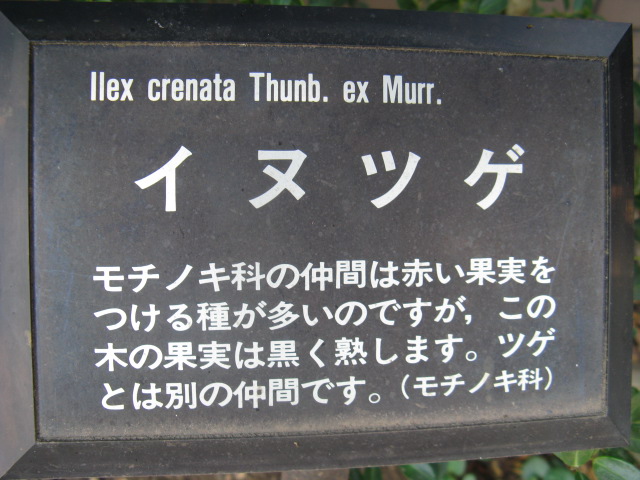 Ilex crenata Thunb. ex Murr.
イヌツゲ
モチノキ科の仲間は赤い果実を
つける種が多いのですが，この
木の果実は黒く熟します。ツゲ
とは別の仲間です。（モチノキ科）